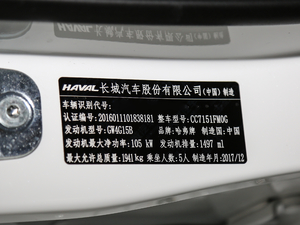 HAVAL 长城汽车股份有限公司(中国)制造
车辆识别代号:
认证编号:2016011101838181 整车型号:CC7151FM0G
发动机型号:GW4G15B 品牌:哈弗牌 制造国:中国
发动机最大净功率:105 kW 发动机排量:1497 ml
最大允许总质量:1941kg 乘坐人数:5人 制造年月:2017/12